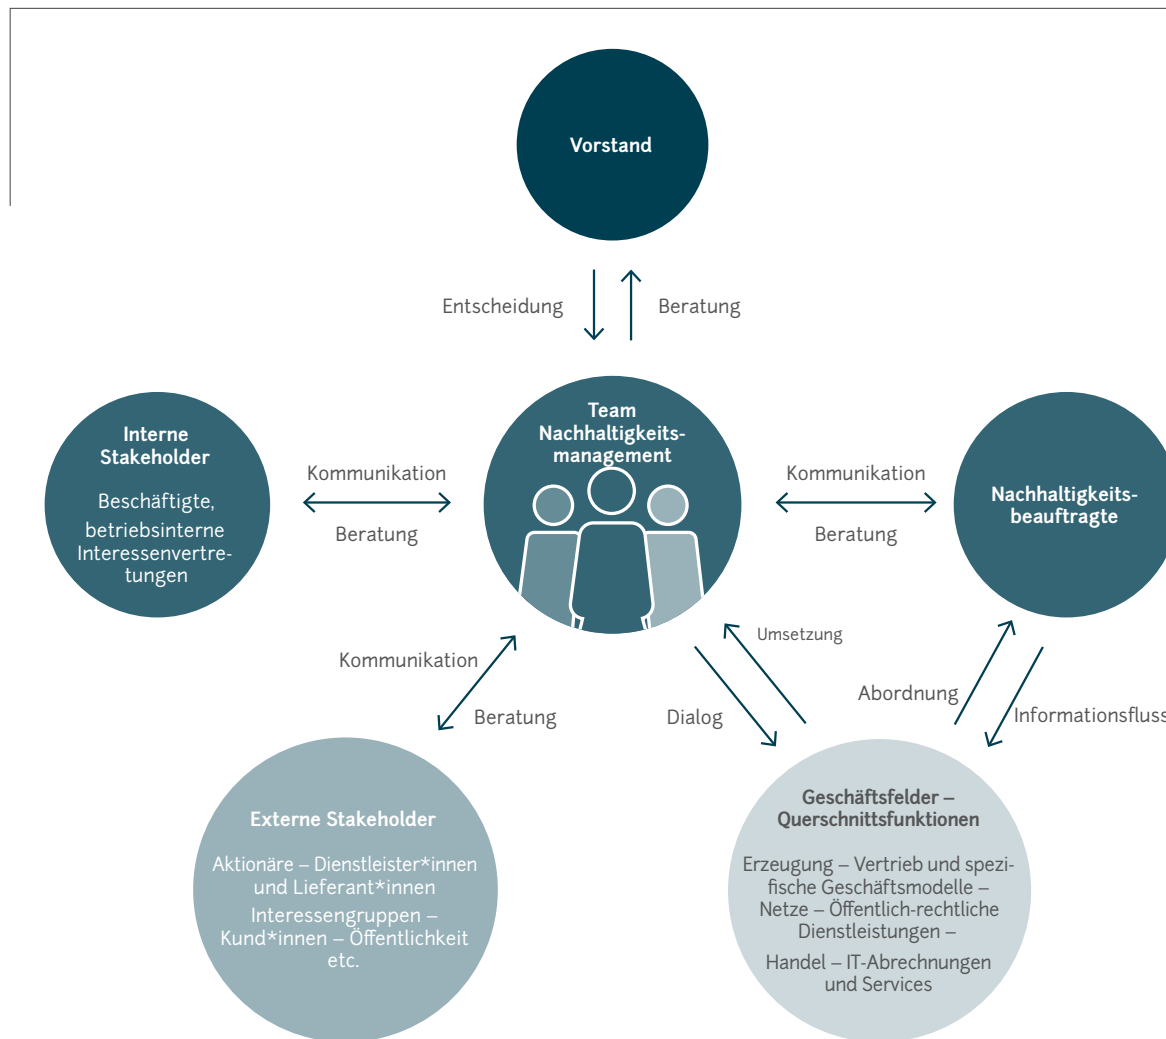 Vorstand
Entscheidung
Beratung
Team
Nachhaltigkeits-
management
Interne
Stakeholder
Beschäftigte,
betriebsinterne
Interessenvertre-
tungen
Kommunikation
Beratung
Kommunikation
Beratung
Nachhaltigkeits-
beauftragte
Kommunikation
Beratung
Umsetzung
Dialog
Abordnung
Informationsfluss
Externe Stakeholder
Aktionäre – Dienstleister*innen
und Lieferant*innen
Interessengruppen –
Kund*innen – Öffentlichkeit
etc.
Geschäftsfelder –
Querschnittsfunktionen
Erzeugung – Vertrieb und spezi-
fische Geschäftsmodelle –
Netze – Öffentlich-rechtliche
Dienstleistungen –
Handel – IT-Abrechnungen
und Services